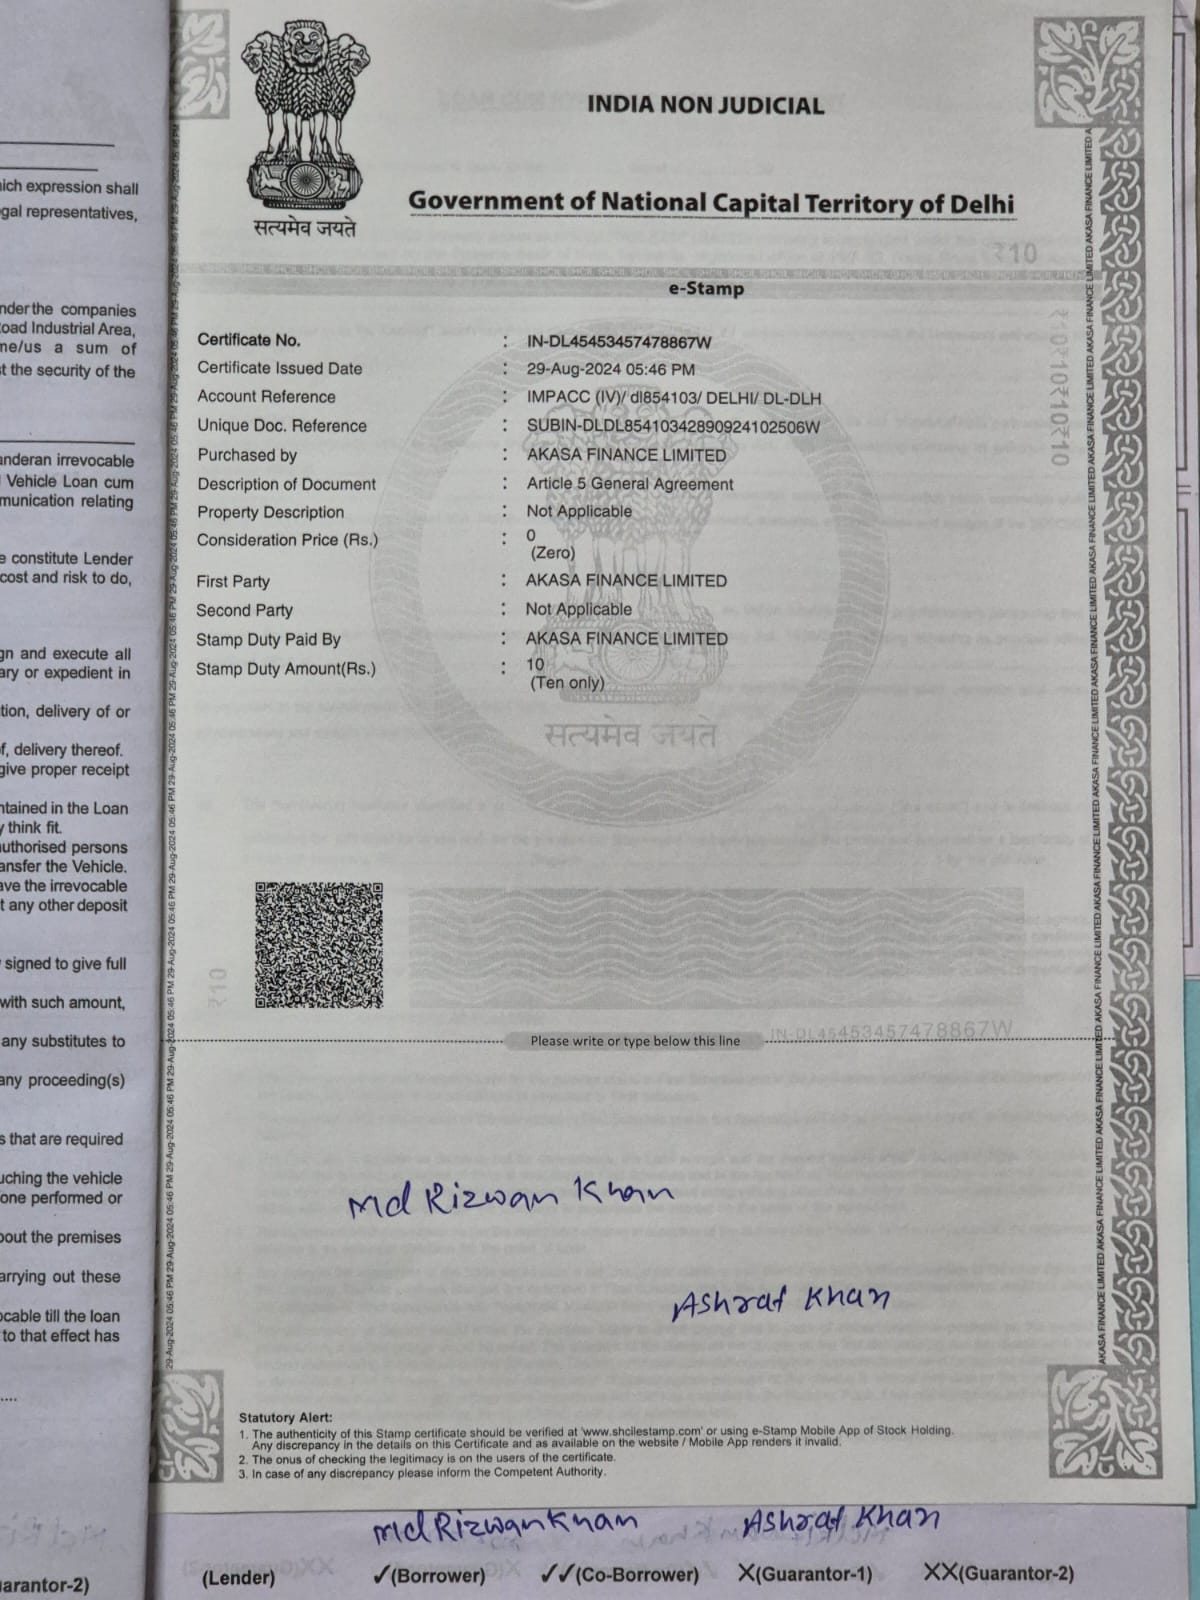 ich expression shall
gal representatives,
nder the companies
oad Industrial Area,
me/us a sum of
t the security of the
anderan irrevocable
Vehicle Loan cum
munication relating
e constitute Lender
cost and risk to do,
gn and execute all
ary or expedient in
tion, delivery of or
f, delivery thereof.
give proper receipt
ntained in the Loan
y think fit.
authorised persons
ansfer the Vehicle.
ave the irrevocable
t any other deposit
signed to give full
with such amount,
any substitutes to
any proceeding(s)
s that are required
uching the vehicle
one performed or
bout the premises
arrying out these
ocable till the loan
to that effect has
....
uarantor-2)
सत्यमेव जयते
INDIA NON JUDICIAL
Government of National Capital Territory of Delhi
₹10
e-Stamp
Certificate No. : IN-DL45453457478867W
Certificate Issued Date : 29-Aug-2024 05:46 PM
Account Reference : IMPACC (IV)/ dl854103/ DELHI/ DL-DLH
Unique Doc. Reference : SUBIN-DLDL85410342890924102506W
Purchased by : AKASA FINANCE LIMITED
Description of Document : Article 5 General Agreement
Property Description : Not Applicable
Consideration Price (Rs.) : 0
(Zero)
First Party : AKASA FINANCE LIMITED
Second Party : Not Applicable
Stamp Duty Paid By : AKASA FINANCE LIMITED
Stamp Duty Amount(Rs.) : 10
(Ten only)
सत्यमेव जयते
₹10₹10₹10₹10
₹10
IN-DL45453457478867W
Please write or type below this line
Md Rizwan Khan
Ashraf Khan
Statutory Alert:
1. The authenticity of this Stamp certificate should be verified at 'www.shcilestamp.com' or using e-Stamp Mobile App of Stock Holding.
Any discrepancy in the details on this Certificate and as available on the website / Mobile App renders it invalid.
2. The onus of checking the legitimacy is on the users of the certificate.
3. In case of any discrepancy please inform the Competent Authority.
Md Rizwan Khan Ashraf Khan
(Lender) ✓(Borrower) ✓✓(Co-Borrower) X(Guarantor-1) XX(Guarantor-2)